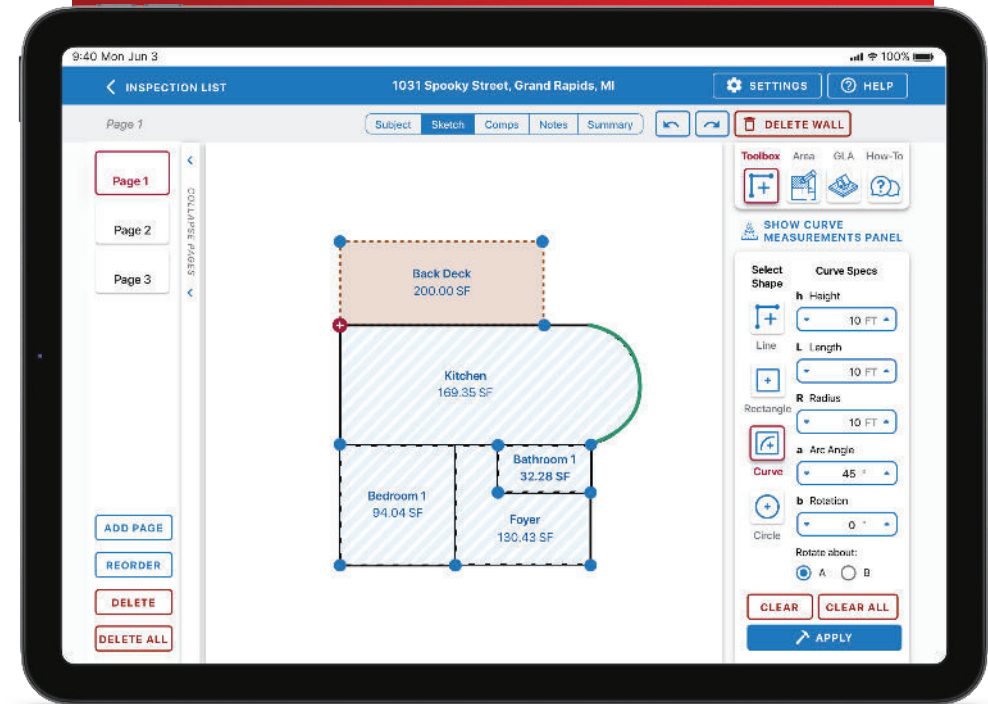 9:40 Mon Jun 3
100%
INSPECTION LIST
1031 Spooky Street, Grand Rapids, MI
SETTINGS
HELP
Page 1
Subject
Sketch
Comps
Notes
Summary
DELETE WALL
Page 1
Page 2
Page 3
COLLAPSE PAGES
ADD PAGE
REORDER
DELETE
DELETE ALL
Back Deck
200.00 SF
Kitchen
169.35 SF
Bathroom 1
32.28 SF
Bedroom 1
94.04 SF
Foyer
130.43 SF
Toolbox
Area
GLA
How-To
SHOW CURVE
MEASUREMENTS PANEL
Select
Shape
Line
Rectangle
Curve
Circle
Curve Specs
h Height
10 FT
L Length
10 FT
R Radius
10 FT
a Arc Angle
45 °
b Rotation
0 °
Rotate about:
A
B
CLEAR
CLEAR ALL
APPLY